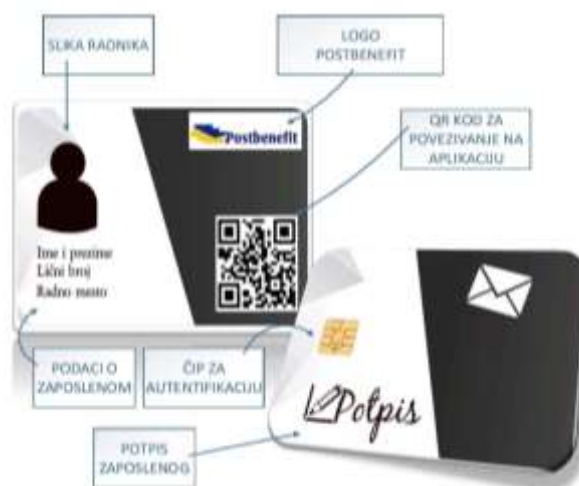 SLIKA RADNIKA
LOGO
POSTBENEFIT
QR KOD ZA
POVEZIVANJE NA
APLIKACIJU
Postbenefit
Ime i prezime
Lični broj
Radno mesto
PODACI O
ZAPOSLENOM
ČIP ZA
AUTENTIFIKACIJU
Potpis
POTPIS
ZAPOSLENOG